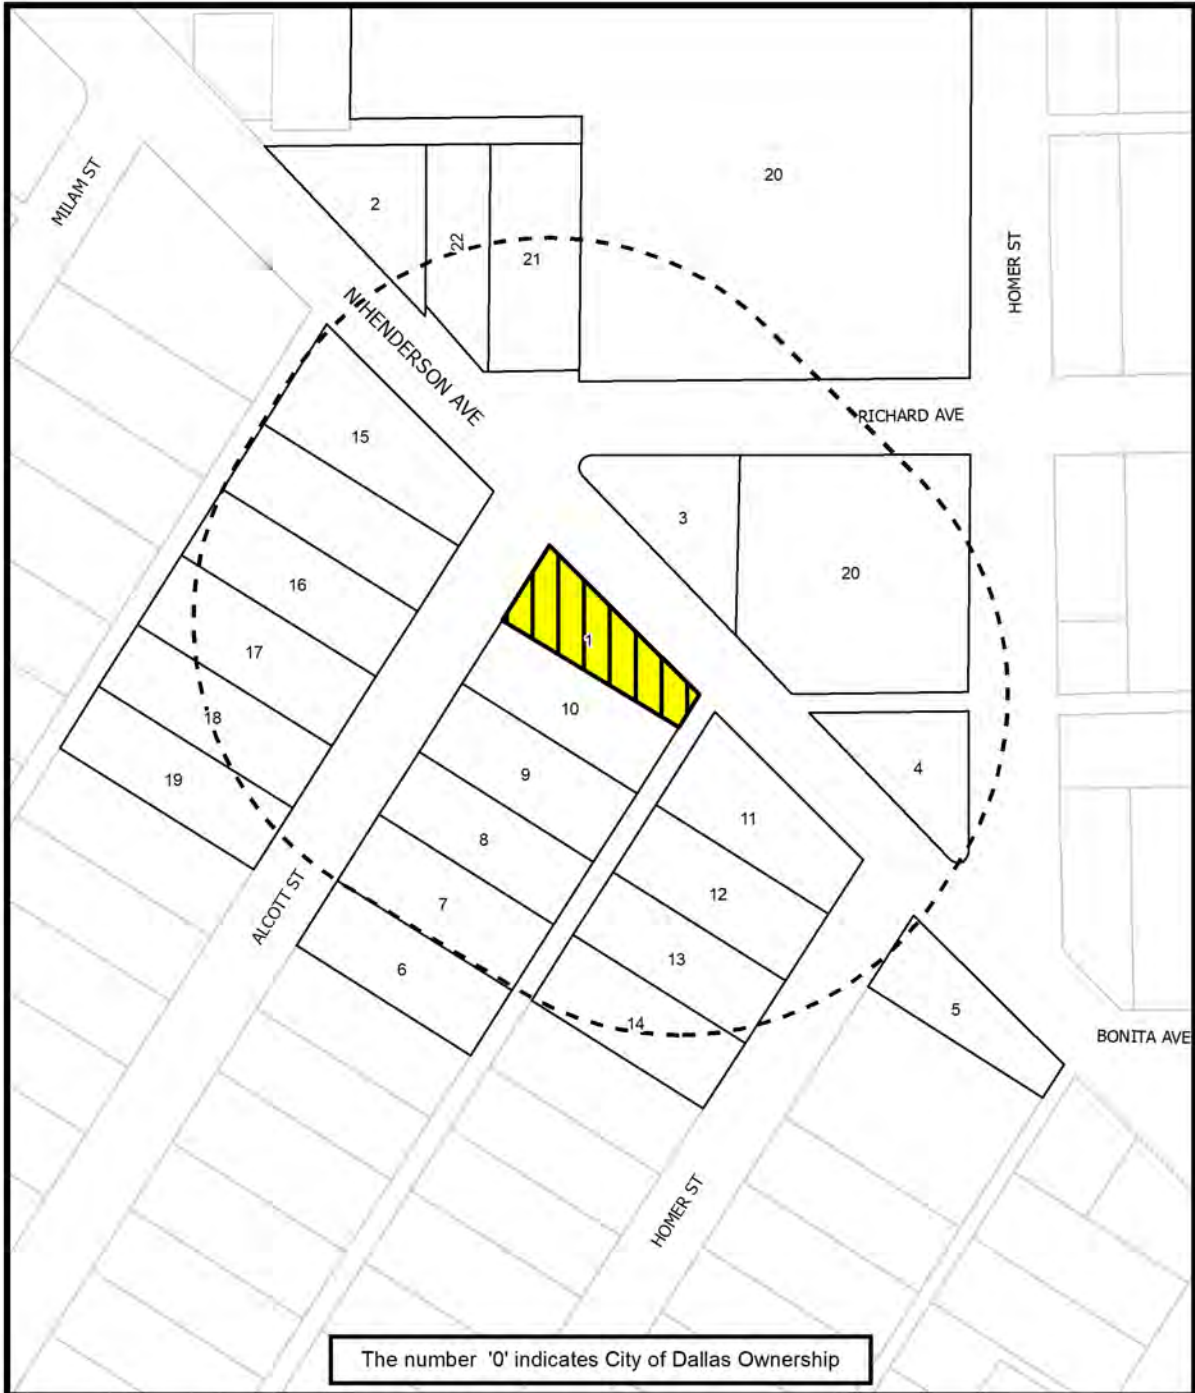 20
MILAM ST
2
22
21
HOMER ST
N HENDERSON AVE
RICHARD AVE
15
3
20
16
1
17
10
18
9
4
19
11
8
12
7
ALCOTT ST
13
6
14
5
BONITA AVE
HOMER ST
The number '0' indicates City of Dallas Ownership